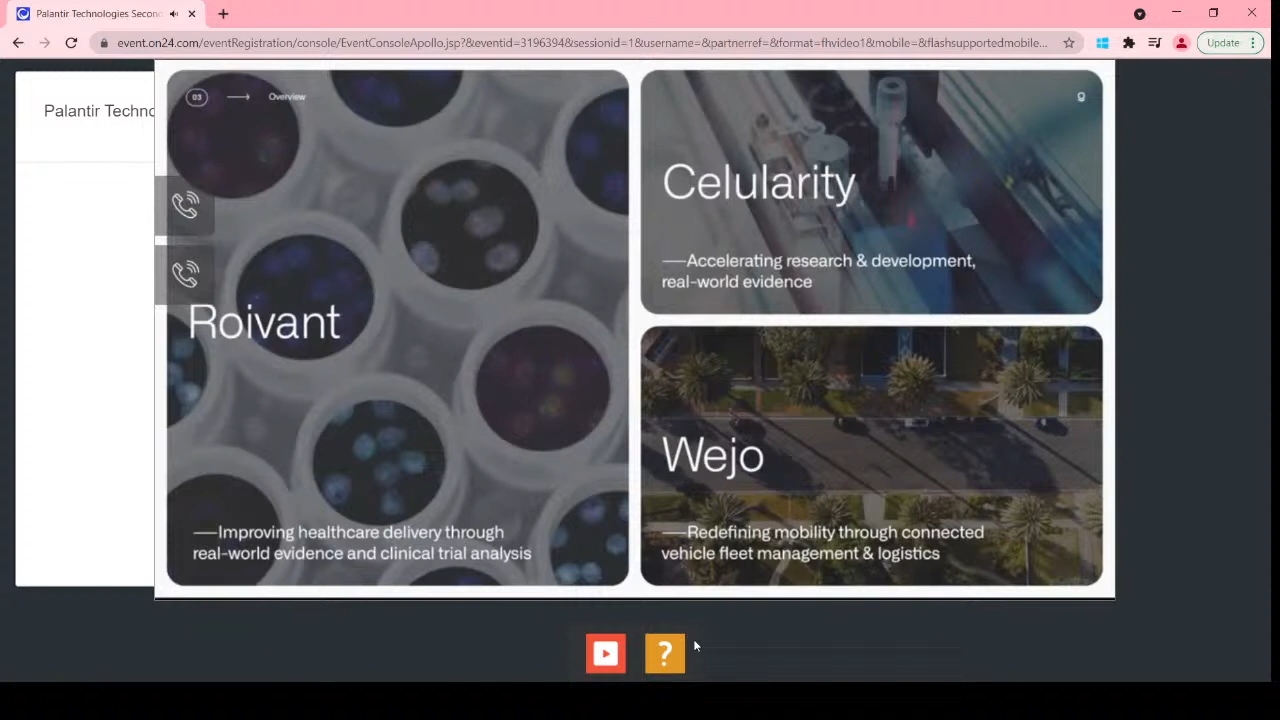 Palantir Technologies Second
event.on24.com/eventRegistration/console/EventConsoleApollo.jsp?&eventid=3196394&sessionid=1&username=&partnerref=&format=fhvideo1&mobile=&flashsupportedmobile...
Update
Palantir Techno
03
Overview
Roivant
——Improving healthcare delivery through
real-world evidence and clinical trial analysis
Celularity
——Accelerating research & development,
real-world evidence
Wejo
——Redefining mobility through connected
vehicle fleet management & logistics
?